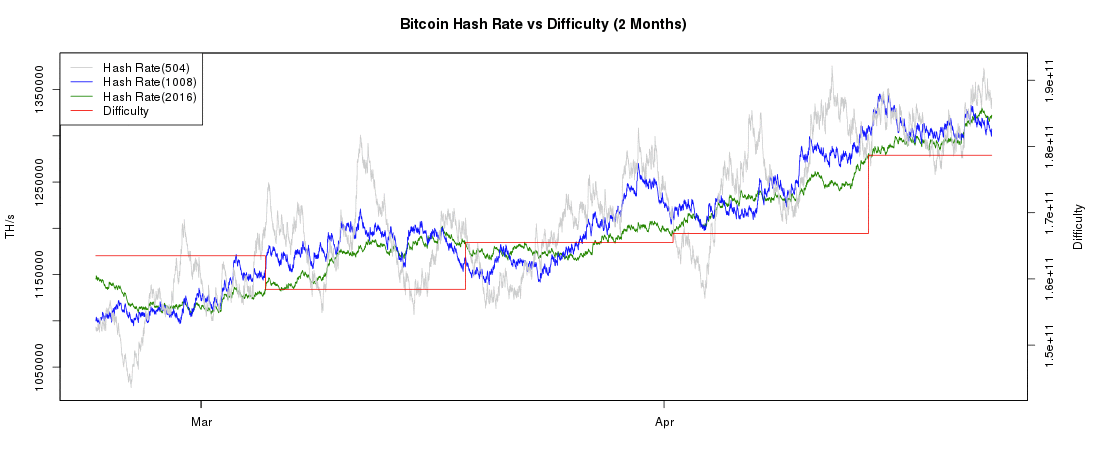 Bitcoin Hash Rate vs Difficulty (2 Months)
Hash Rate(504)
Hash Rate(1008)
Hash Rate(2016)
Difficulty
TH/s
1350000
1250000
1150000
1050000
1.9e+11
1.8e+11
1.7e+11
1.6e+11
1.5e+11
Difficulty
Mar
Apr